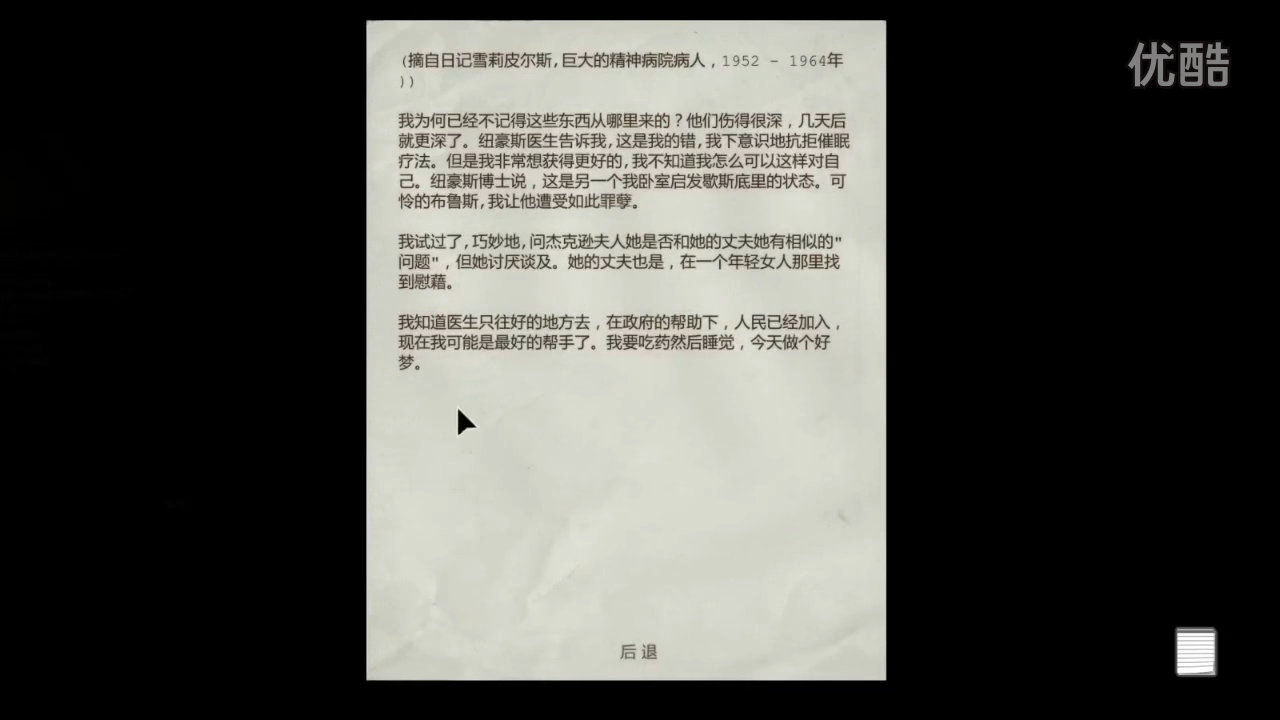 优酷
(摘自日记雪莉皮尔斯,巨大的精神病院病人，1952 - 1964年
))
我为何已经不记得这些东西从哪里来的？他们伤得很深，几天后
就更深了。纽豪斯医生告诉我,这是我的错,我下意识地抗拒催眠
疗法。但是我非常想获得更好的,我不知道我怎么可以这样对自
己。纽豪斯博士说，这是另一个我卧室启发歇斯底里的状态。可
怜的布鲁斯,我让他遭受如此罪孽。
我试过了,巧妙地,问杰克逊夫人她是否和她的丈夫她有相似的"
问题"，但她讨厌谈及。她的丈夫也是，在一个年轻女人那里找
到慰藉。
我知道医生只往好的地方去，在政府的帮助下，人民已经加入，
现在我可能是最好的帮手了。我要吃药然后睡觉，今天做个好
梦。
后退